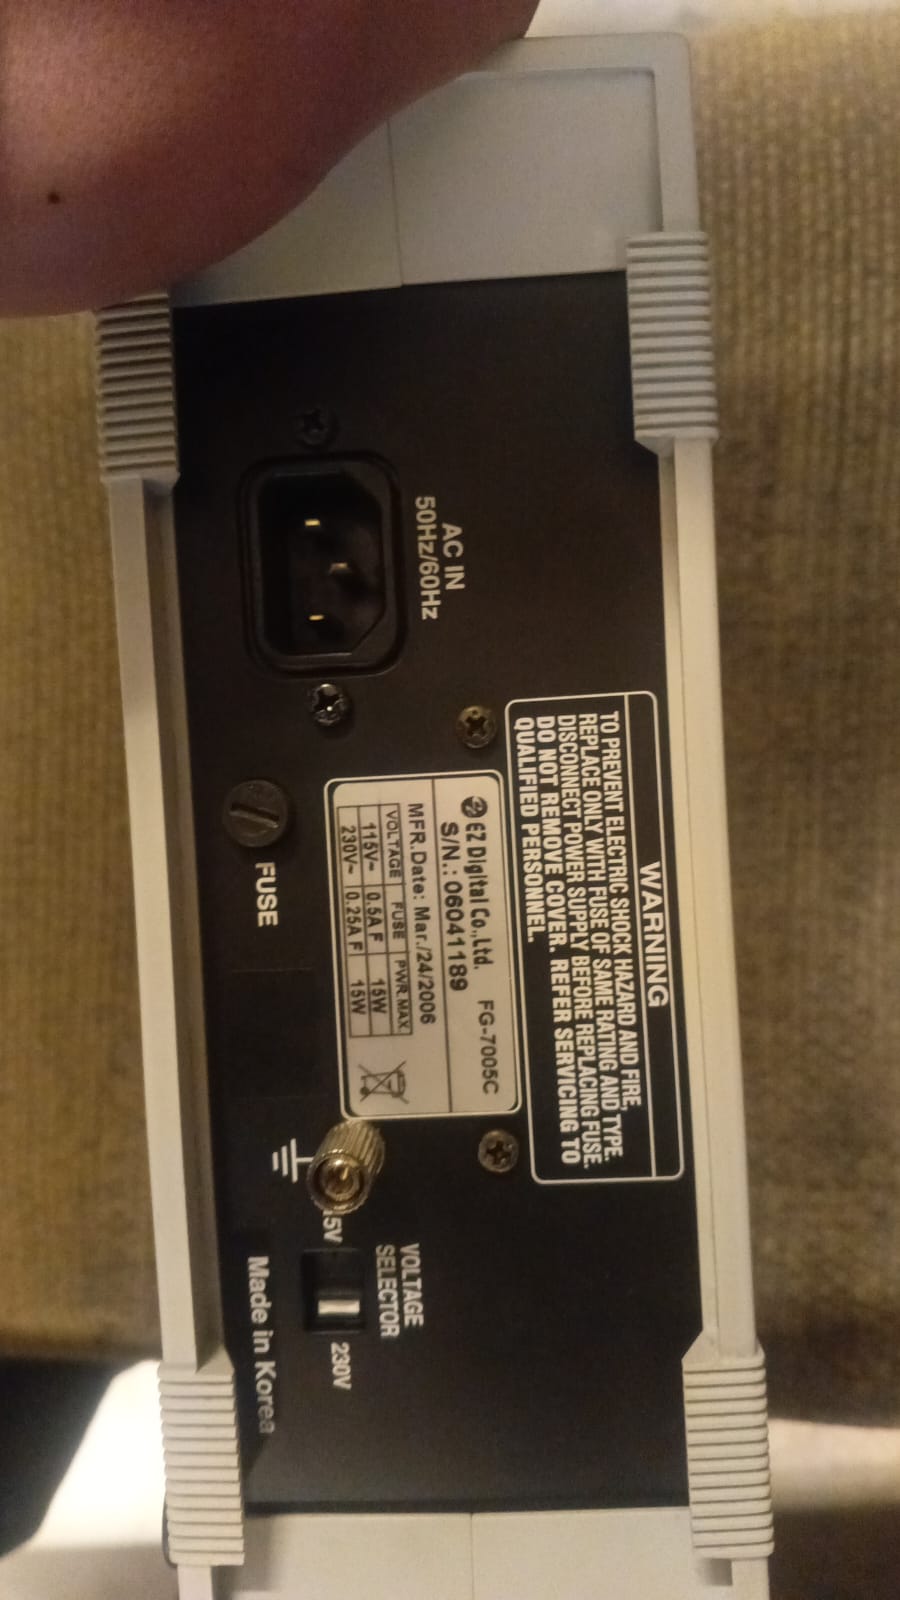 WARNING
TO PREVENT ELECTRIC SHOCK HAZARD AND FIRE,
REPLACE ONLY WITH FUSE OF SAME RATING AND TYPE.
DISCONNECT POWER SUPPLY BEFORE REPLACING FUSE.
DO NOT REMOVE COVER. REFER SERVICING TO
QUALIFIED PERSONNEL.
AC IN
50Hz/60Hz
EZ Digital Co.,Ltd. FG-7005C
S/N.: 06041189
MFR.Date: Mar./24/2006
VOLTAGE FUSE PWR.MAX
115V~ 0.5A F 15W
230V~ 0.25A F 15W
FUSE
VOLTAGE
SELECTOR
5V 230V
Made in Korea